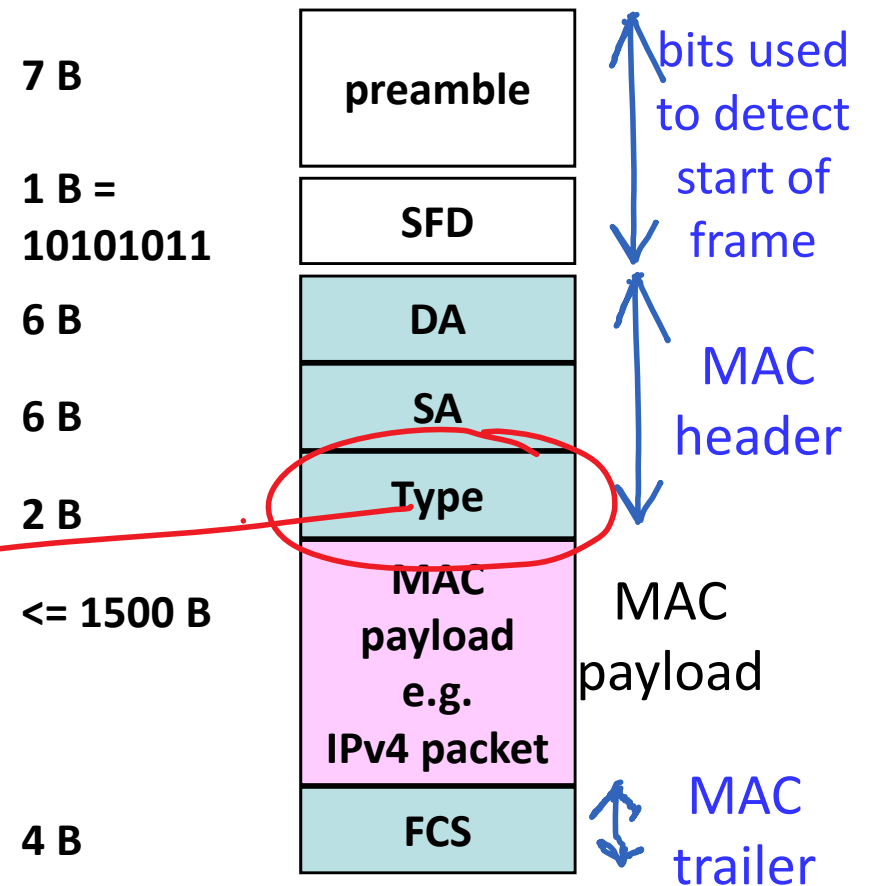 7 B
preamble
bits used
to detect
start of
frame
1 B =
10101011
SFD
6 B
DA
MAC
header
6 B
SA
2 B
Type
<= 1500 B
MAC
payload
e.g.
IPv4 packet
MAC
payload
4 B
FCS
MAC
trailer